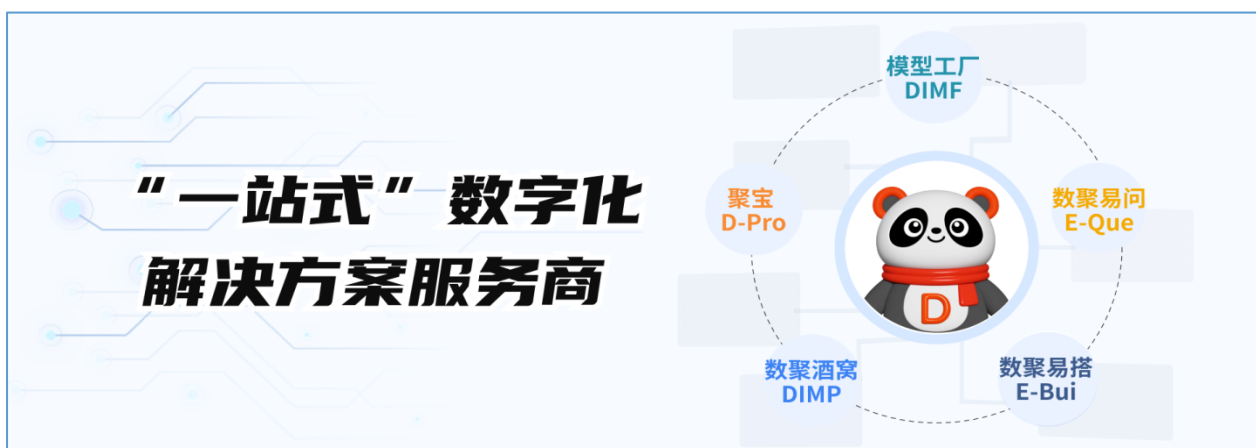 “一站式”数字化
解决方案服务商
模型工厂
DIMF
聚宝
D-Pro
数聚易问
E-Que
D
数聚酒窝
DIMP
数聚易搭
E-Bui